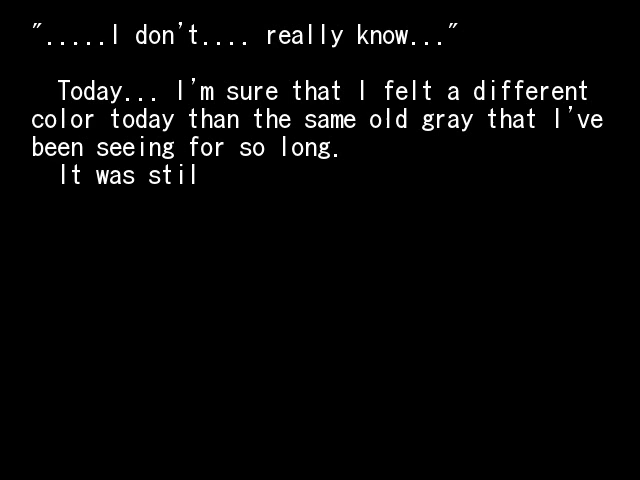 ".....I don't.... really know..."
Today... I'm sure that I felt a different
color today than the same old gray that I've
been seeing for so long.
It was stil